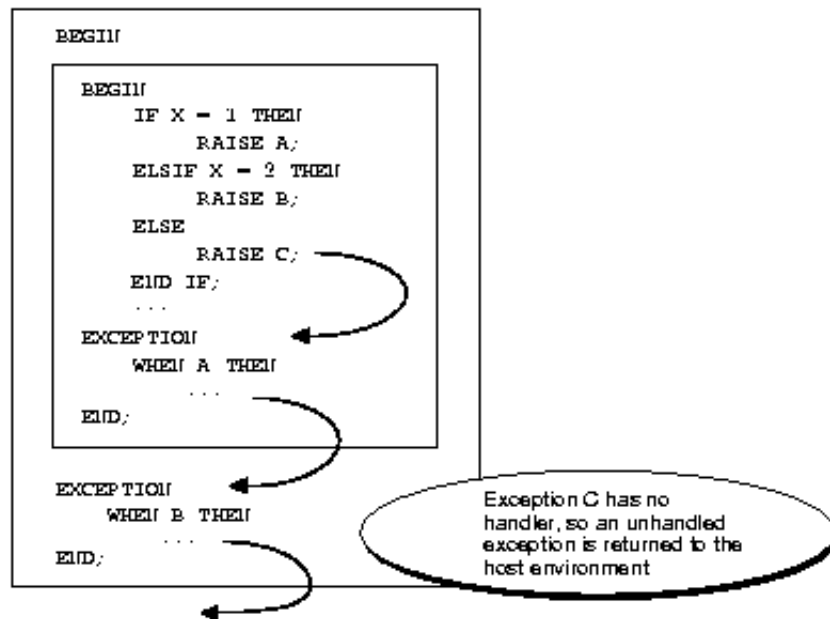 BEGIN
BEGIN
IF X = 1 THEN
RAISE A;
ELSIF X = 2 THEN
RAISE B;
ELSE
RAISE C;
END IF;
...
EXCEPTION
WHEN A THEN
...
END;
EXCEPTION
WHEN B THEN
...
END;
Exception C has no
handler, so an unhandled
exception is returned to the
host environment